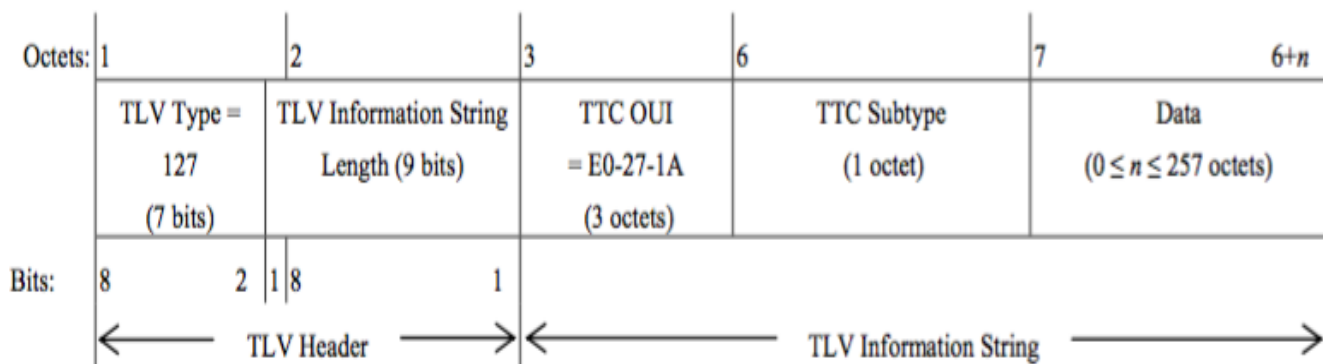 Octets: 1 2 3 6 7 6+n
TLV Type = TLV Information String TTC OUI TTC Subtype Data
127 Length (9 bits) = E0-27-1A (1 octet) (0 ≤ n ≤ 257 octets)
(7 bits) (3 octets)
Bits: 8 2 1 8 1
TLV Header TLV Information String